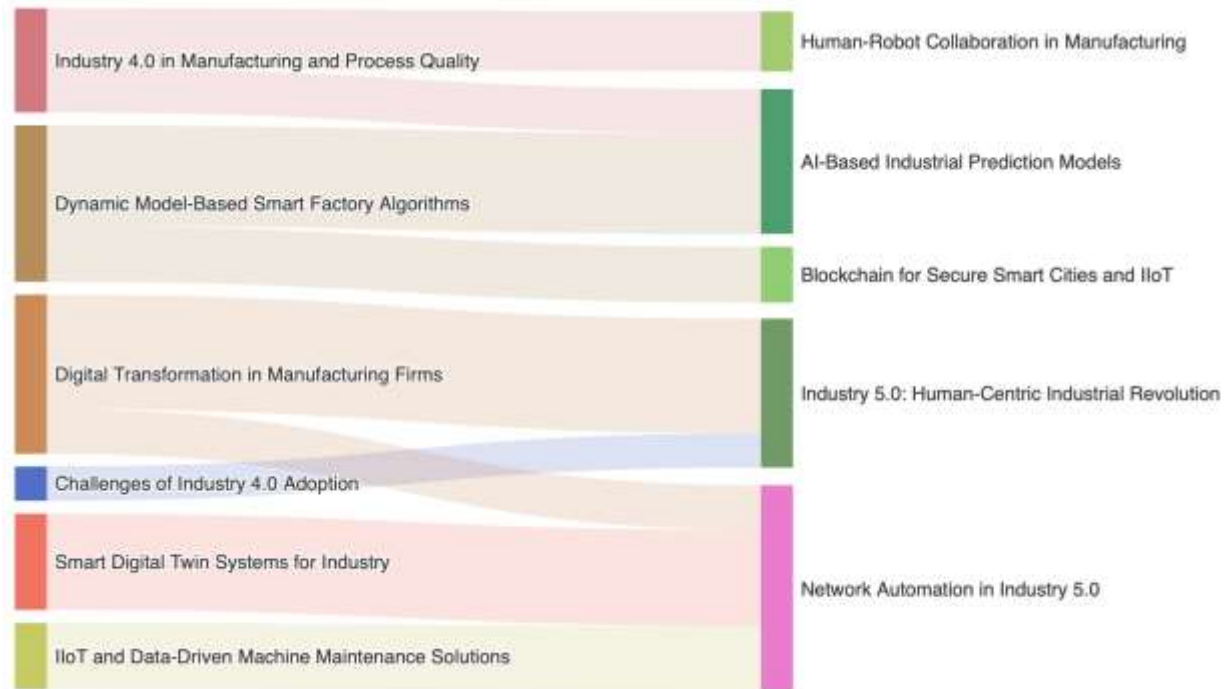 Industry 4.0 in Manufacturing and Process Quality
Dynamic Model-Based Smart Factory Algorithms
Digital Transformation in Manufacturing Firms
Challenges of Industry 4.0 Adoption
Smart Digital Twin Systems for Industry
IIoT and Data-Driven Machine Maintenance Solutions
Human-Robot Collaboration in Manufacturing
AI-Based Industrial Prediction Models
Blockchain for Secure Smart Cities and IIoT
Industry 5.0: Human-Centric Industrial Revolution
Network Automation in Industry 5.0